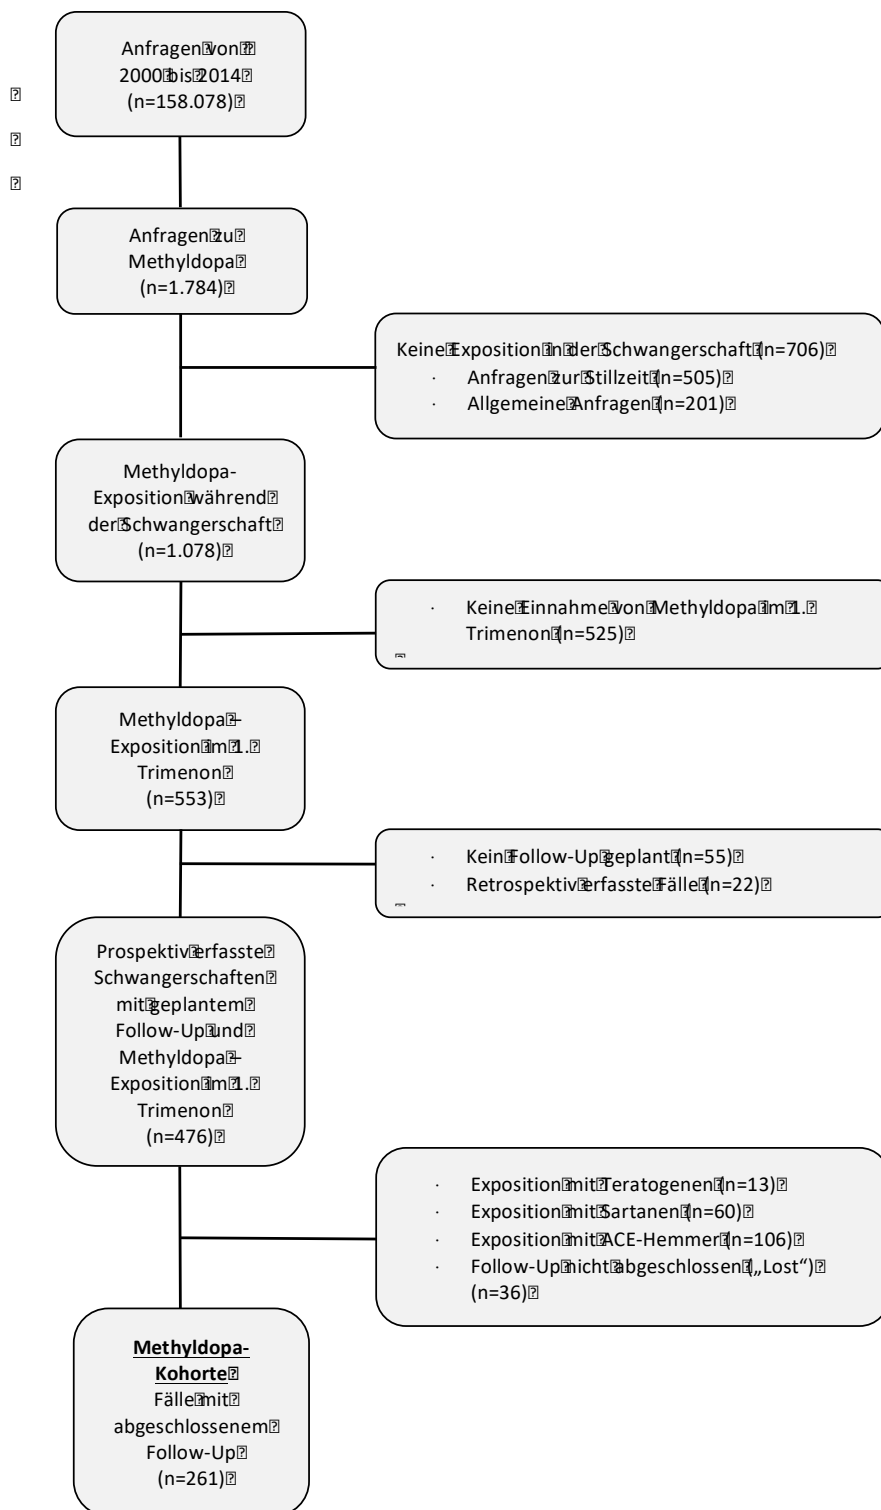 Anfragen von
2000 bis 2014
(n=158.078)
Anfragen zu
Methyldopa
(n=1.784)
Keine Exposition in der Schwangerschaft (n=706)
· Anfragen zur Stillzeit (n=505)
· Allgemeine Anfragen (n=201)
Methyldopa-
Exposition während
der Schwangerschaft
(n=1.078)
· Keine Einnahme von Methyldopa im 1.
Trimenon (n=525)
Methyldopa –
Exposition im 1.
Trimenon
(n=553)
· Kein Follow-Up geplant (n=55)
· Retrospektiv erfasste Fälle (n=22)
Prospektiv erfasste
Schwangerschaften
mit geplantem
Follow-Up und
Methyldopa –
Exposition im 1.
Trimenon
(n=476)
· Exposition mit Teratogenen (n=13)
· Exposition mit Sartanen (n=60)
· Exposition mit ACE-Hemmer (n=106)
· Follow-Up nicht abgeschlossen („Lost“)
(n=36)
Methyldopa-
Kohorte
Fälle mit
abgeschlossenem
Follow-Up
(n=261)